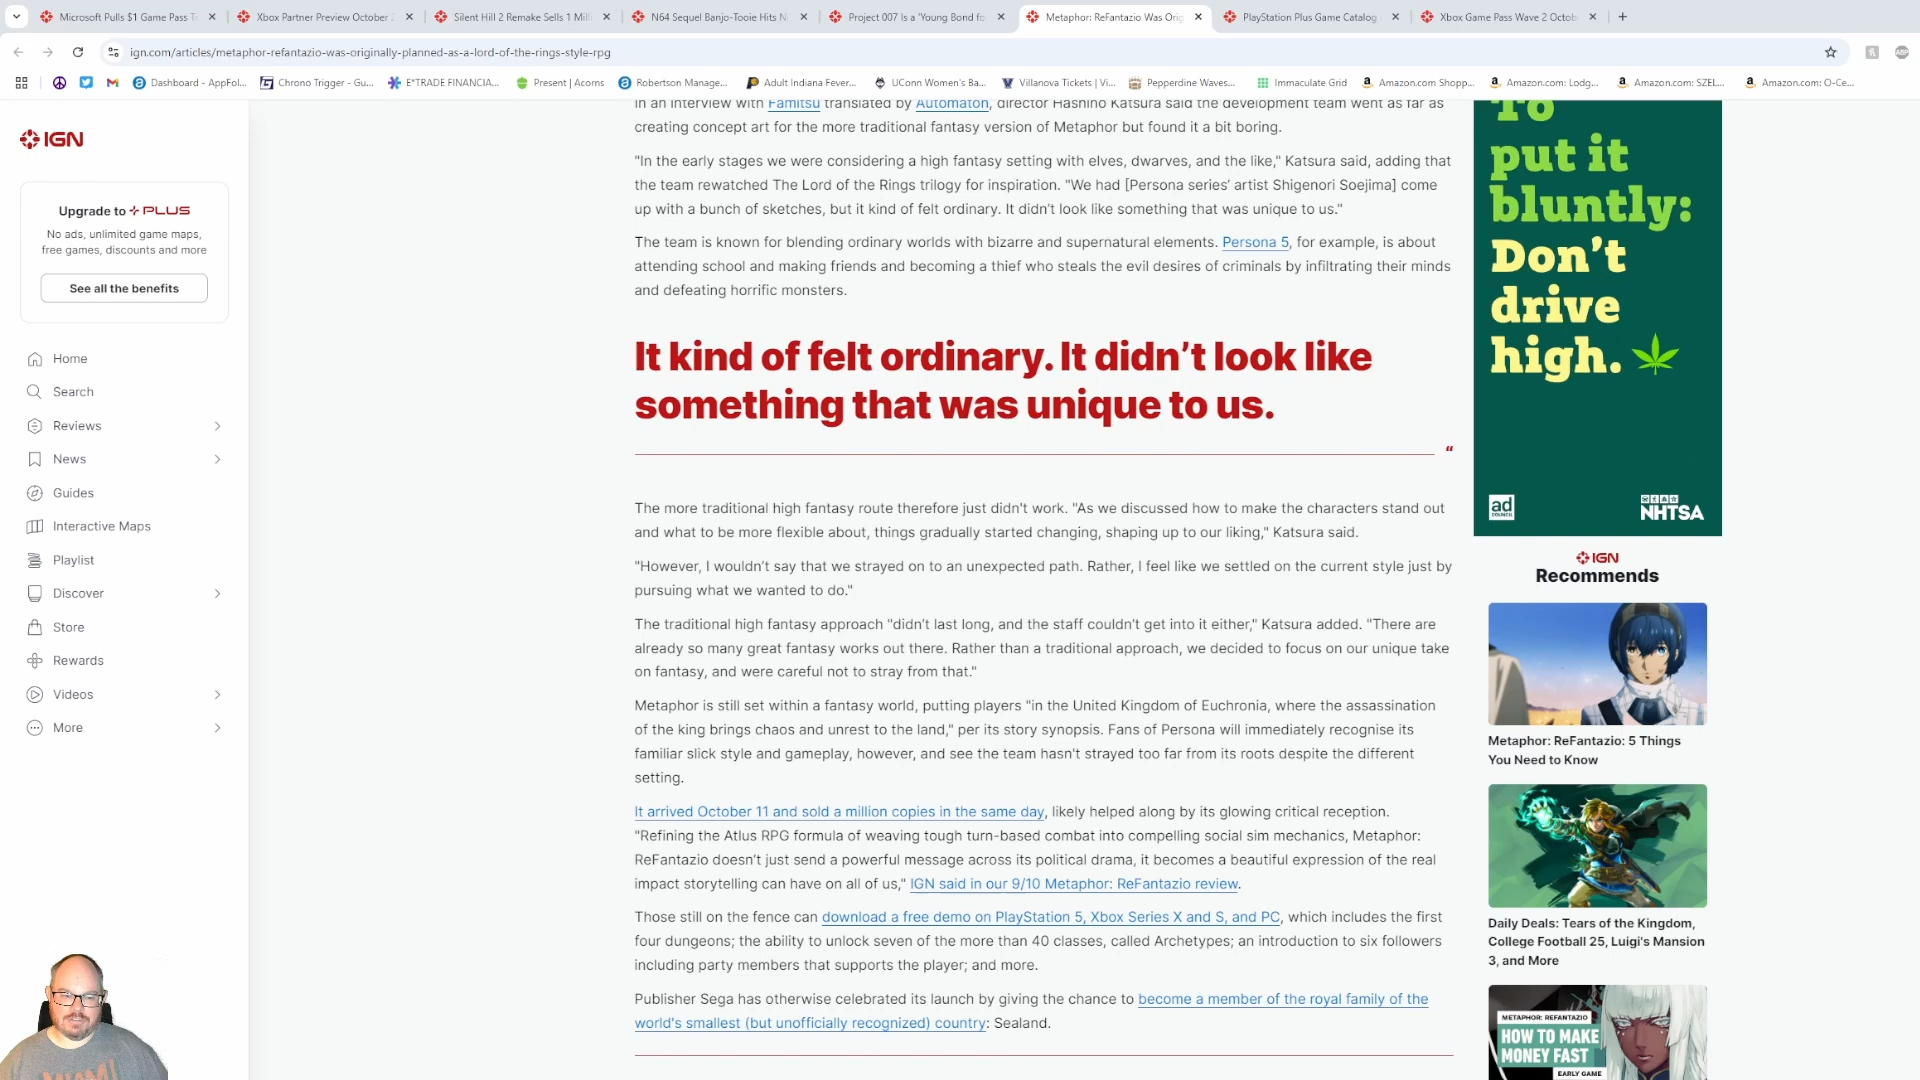 Microsoft Pulls $1 Game Pass T
Xbox Partner Preview October 2
Silent Hill 2 Remake Sells 1 Mill
N64 Sequel Banjo-Tooie Hits N
Project 007 Is a 'Young Bond fo
Metaphor: ReFantazio Was Orig
PlayStation Plus Game Catalog
Xbox Game Pass Wave 2 Octob
ign.com/articles/metaphor-refantazio-was-originally-planned-as-a-lord-of-the-rings-style-rpg
Dashboard - AppFol...
Chrono Trigger - Gu...
E*TRADE FINANCIA...
Present | Acorns
Robertson Manage...
Adult Indiana Fever...
UConn Women's Ba...
Villanova Tickets | Vi...
Pepperdine Waves...
Immaculate Grid
Amazon.com Shopp...
Amazon.com: Lodg...
Amazon.com: SZEL...
Amazon.com: O-Ce...
IGN
Upgrade to PLUS
No ads, unlimited game maps,
free games, discounts and more
See all the benefits
Home
Search
Reviews
News
Guides
Interactive Maps
Playlist
Discover
Store
Rewards
Videos
More
In an interview with Famitsu translated by Automaton, director Hashino Katsura said the development team went as far as
creating concept art for the more traditional fantasy version of Metaphor but found it a bit boring.
"In the early stages we were considering a high fantasy setting with elves, dwarves, and the like," Katsura said, adding that
the team rewatched The Lord of the Rings trilogy for inspiration. "We had [Persona series' artist Shigenori Soejima] come
up with a bunch of sketches, but it kind of felt ordinary. It didn't look like something that was unique to us."
The team is known for blending ordinary worlds with bizarre and supernatural elements. Persona 5, for example, is about
attending school and making friends and becoming a thief who steals the evil desires of criminals by infiltrating their minds
and defeating horrific monsters.
It kind of felt ordinary. It didn't look like
something that was unique to us.
“
The more traditional high fantasy route therefore just didn't work. "As we discussed how to make the characters stand out
and what to be more flexible about, things gradually started changing, shaping up to our liking," Katsura said.
"However, I wouldn't say that we strayed on to an unexpected path. Rather, I feel like we settled on the current style just by
pursuing what we wanted to do."
The traditional high fantasy approach "didn't last long, and the staff couldn't get into it either," Katsura added. "There are
already so many great fantasy works out there. Rather than a traditional approach, we decided to focus on our unique take
on fantasy, and were careful not to stray from that."
Metaphor is still set within a fantasy world, putting players "in the United Kingdom of Euchronia, where the assassination
of the king brings chaos and unrest to the land," per its story synopsis. Fans of Persona will immediately recognise its
familiar slick style and gameplay, however, and see the team hasn't strayed too far from its roots despite the different
setting.
It arrived October 11 and sold a million copies in the same day, likely helped along by its glowing critical reception.
"Refining the Atlus RPG formula of weaving tough turn-based combat into compelling social sim mechanics, Metaphor:
ReFantazio doesn't just send a powerful message across its political drama, it becomes a beautiful expression of the real
impact storytelling can have on all of us," IGN said in our 9/10 Metaphor: ReFantazio review.
Those still on the fence can download a free demo on PlayStation 5, Xbox Series X and S, and PC, which includes the first
four dungeons; the ability to unlock seven of the more than 40 classes, called Archetypes; an introduction to six followers
including party members that supports the player; and more.
Publisher Sega has otherwise celebrated its launch by giving the chance to become a member of the royal family of the
world's smallest (but unofficially recognized) country: Sealand.
To
put it
bluntly:
Don't
drive
high.
ad
COUNCIL
NHTSA
IGN
Recommends
Metaphor: ReFantazio: 5 Things
You Need to Know
Daily Deals: Tears of the Kingdom,
College Football 25, Luigi's Mansion
3, and More
METAPHOR: REFANTAZIO
HOW TO MAKE
MONEY FAST
EARLY GAME